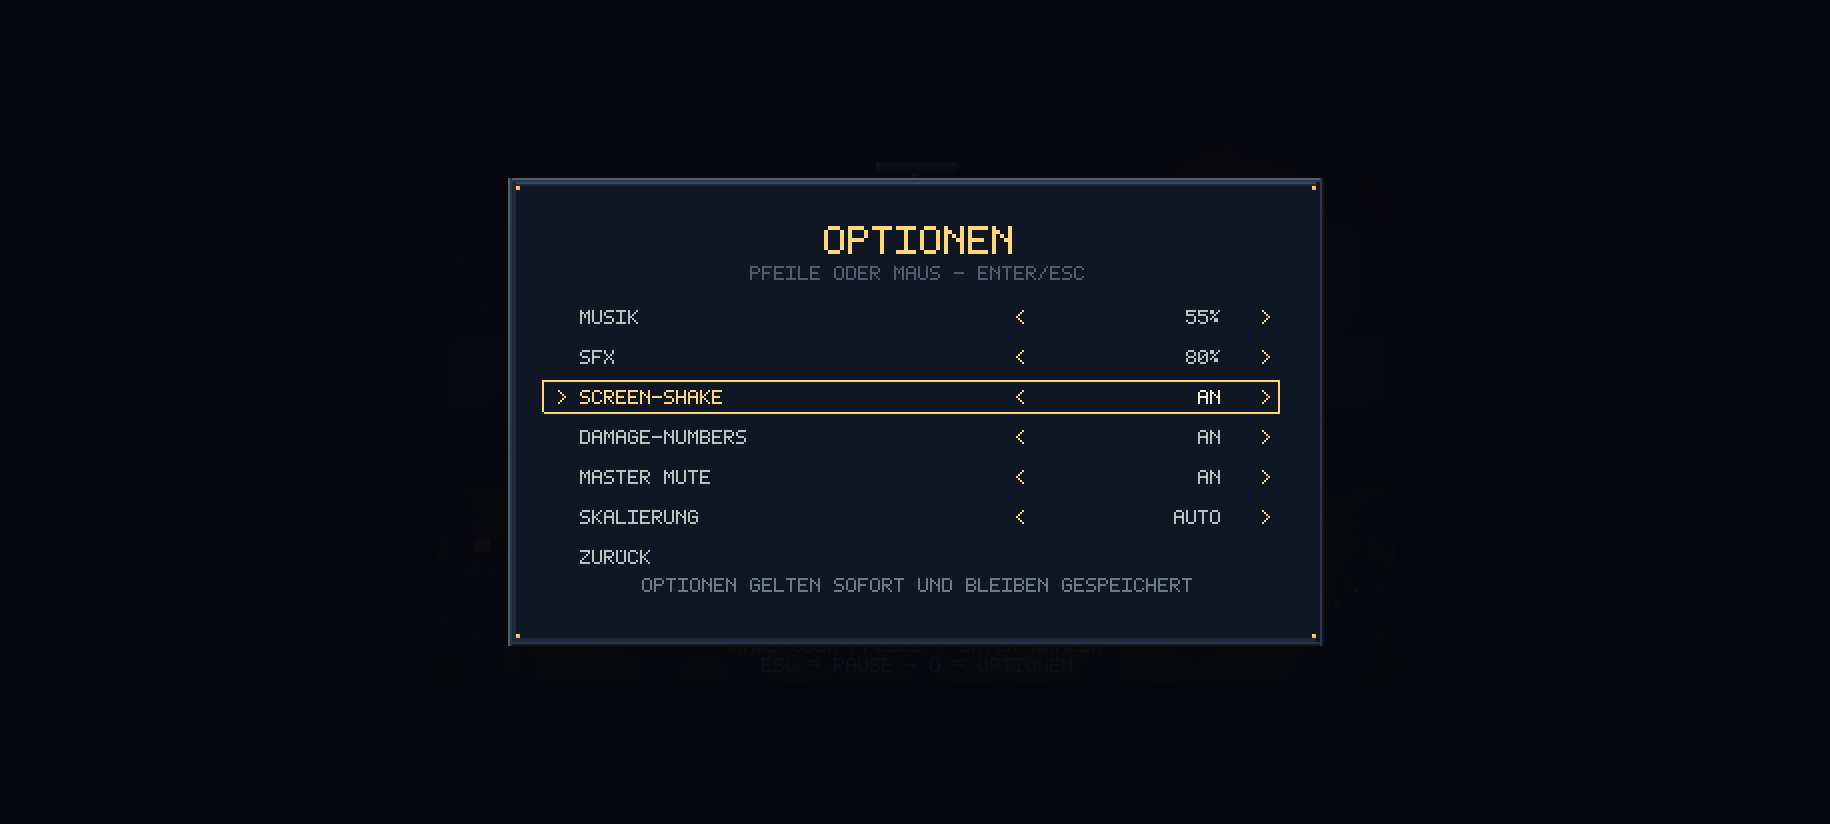 OPTIONEN
PFEILE ODER MAUS - ENTER/ESC
MUSIK < 55% >
SFX < 80% >
> SCREEN-SHAKE < AN >
DAMAGE-NUMBERS < AN >
MASTER MUTE < AN >
SKALIERUNG < AUTO >
ZURÜCK
OPTIONEN GELTEN SOFORT UND BLEIBEN GESPEICHERT
ESC = PAUSE - O = OPTIONEN